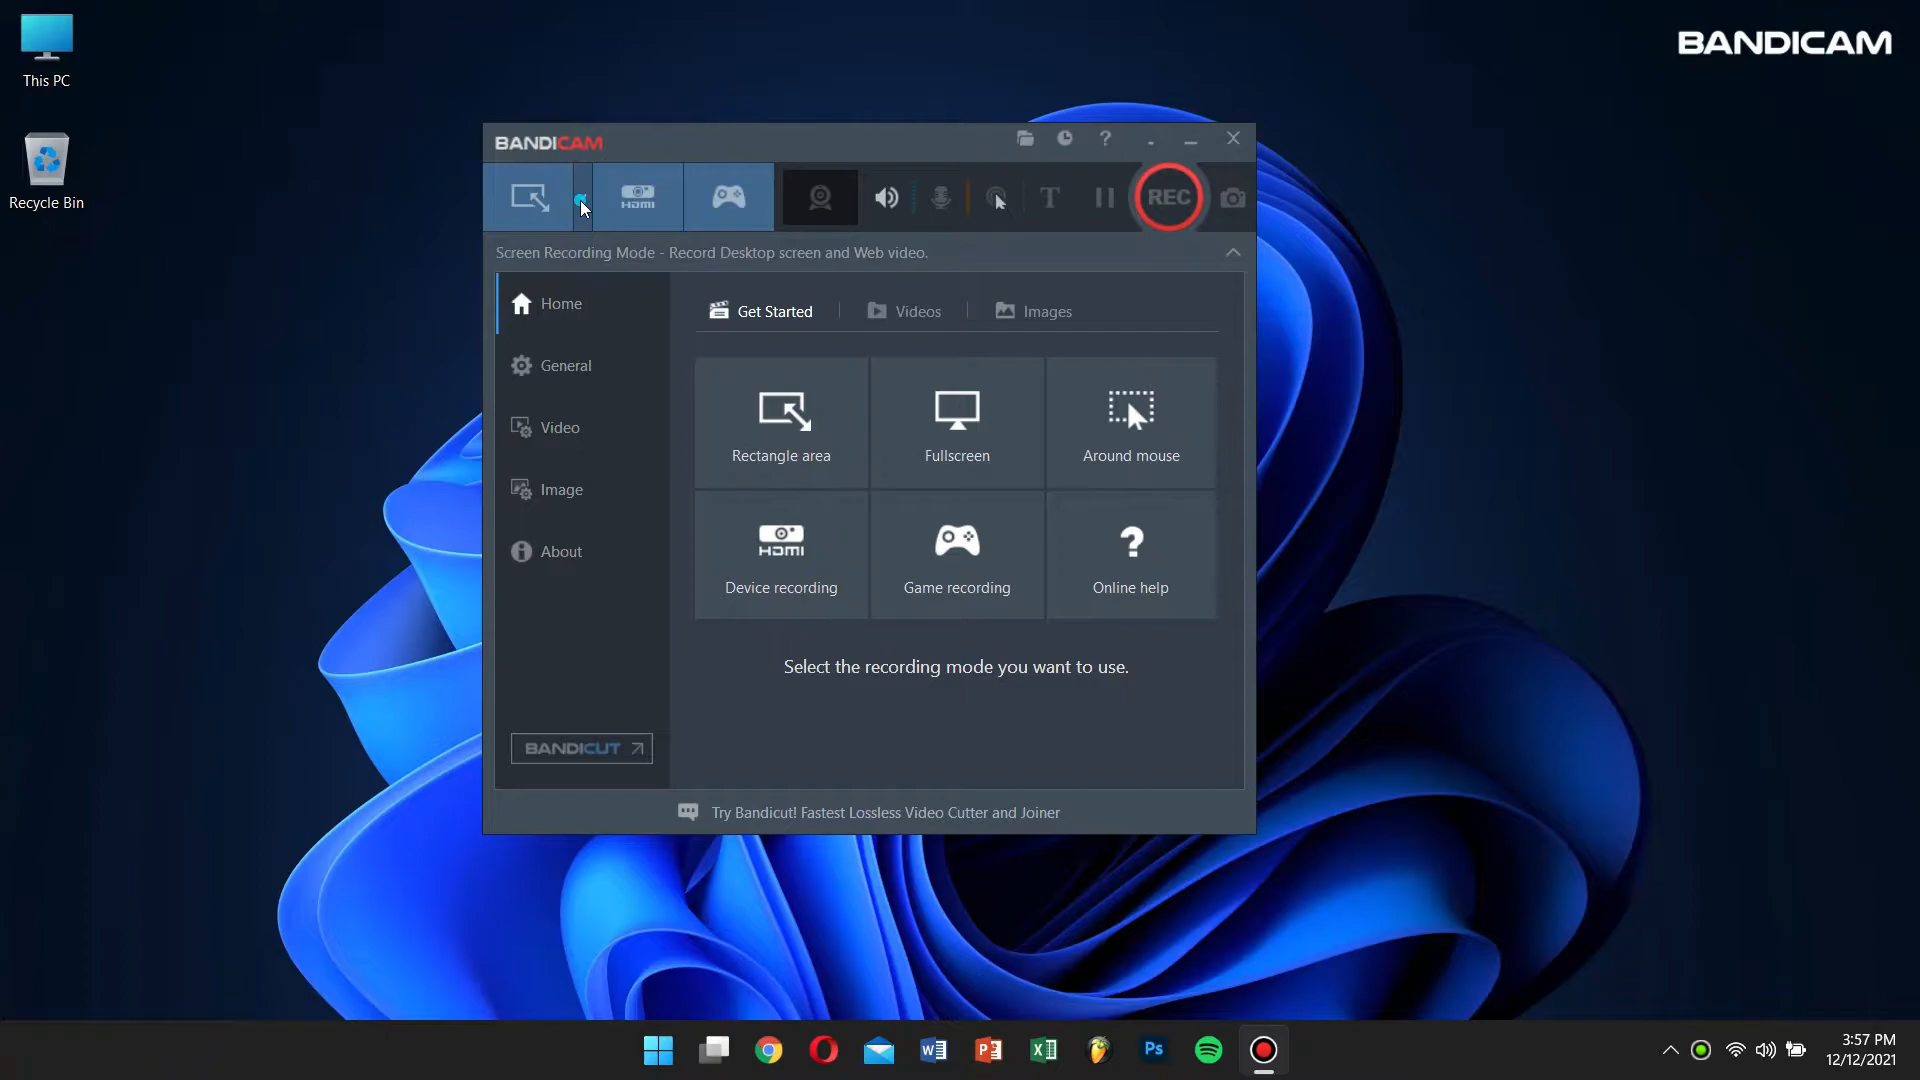 This PC
Recycle Bin
BANDICAM
BANDICAM
?
HDMI
T
REC
Screen Recording Mode - Record Desktop screen and Web video.
Home
General
Video
Image
About
BANDICUT
Get Started
Videos
Images
Rectangle area
Fullscreen
Around mouse
HDMI
?
Device recording
Game recording
Online help
Select the recording mode you want to use.
Try Bandicut! Fastest Lossless Video Cutter and Joiner
W
P
X
Ps
3:57 PM
12/12/2021